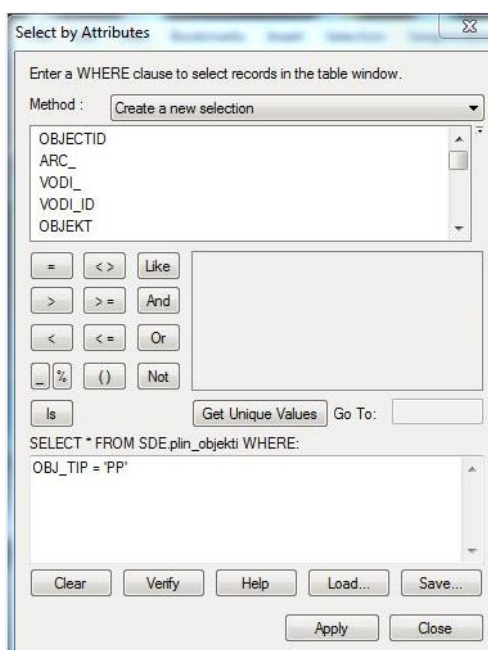 Select by Attributes
Enter a WHERE clause to select records in the table window.
Method : Create a new selection
OBJECTID
ARC_
VODI_
VODI_ID
OBJEKT
= < > Like
> > = And
< < = Or
_ % ( ) Not
Is Get Unique Values Go To:
SELECT * FROM SDE.plin_objekti WHERE:
OBJ_TIP = 'PP'
Clear Verify Help Load... Save...
Apply Close